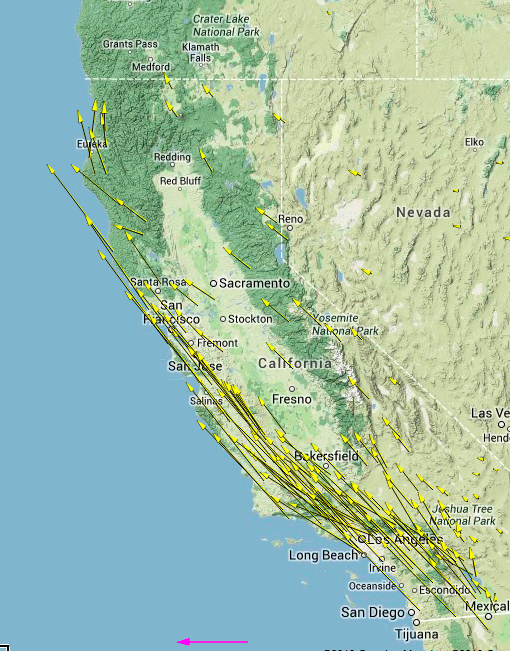 Crater Lake
National Park
Grants Pass
Klamath
Falls
Medford
Eureka
Redding
Red Bluff
Elko
Reno
Nevada
Santa Rosa
Sacramento
San
Francisco
Stockton
Yosemite
National Park
Fremont
San Jose
California
Salinas
Fresno
Las Ve
Hende
Bakersfield
Joshua Tree
National Park
Los Angeles
Long Beach
Irvine
Oceanside
Escondido
San Diego
Mexical
Tijuana